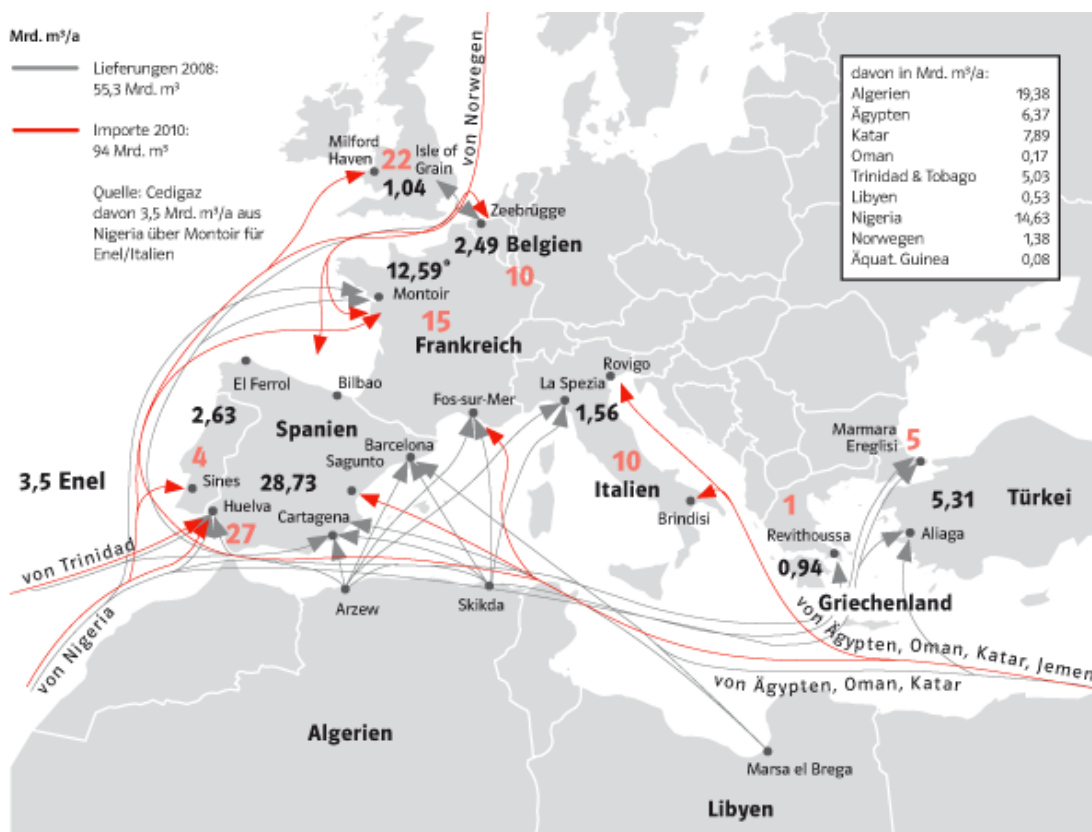 Mrd. m³/a
Lieferungen 2008:
55,3 Mrd. m³
Importe 2010:
94 Mrd. m³
Quelle: Cedigaz
davon 3,5 Mrd. m³/a aus
Nigeria über Montoir für
Enel/Italien
davon in Mrd. m³/a:
Algerien 19,38
Ägypten 6,37
Katar 7,89
Oman 0,17
Trinidad & Tobago 5,03
Libyen 0,53
Nigeria 14,63
Norwegen 1,38
Äquat. Guinea 0,08
von Norwegen
Milford
Haven
22
Isle of
Grain
1,04
Zeebrügge
2,49 Belgien
10
12,59*
Montoir
15
Frankreich
El Ferrol
Bilbao
2,63
Spanien
Fos-sur-Mer
La Spezia
Rovigo
1,56
Barcelona
Sagunto
4
Sines
3,5 Enel
28,73
Huelva
27
Cartagena
10
Italien
Brindisi
Marmara
Ereglisi
5
5,31
Türkei
1
Revithoussa
Aliaga
0,94
Griechenland
von Trinidad
von Nigeria
Arzew
Skikda
von Ägypten, Oman, Katar, Jemen
von Ägypten, Oman, Katar
Algerien
Marsa el Brega
Libyen